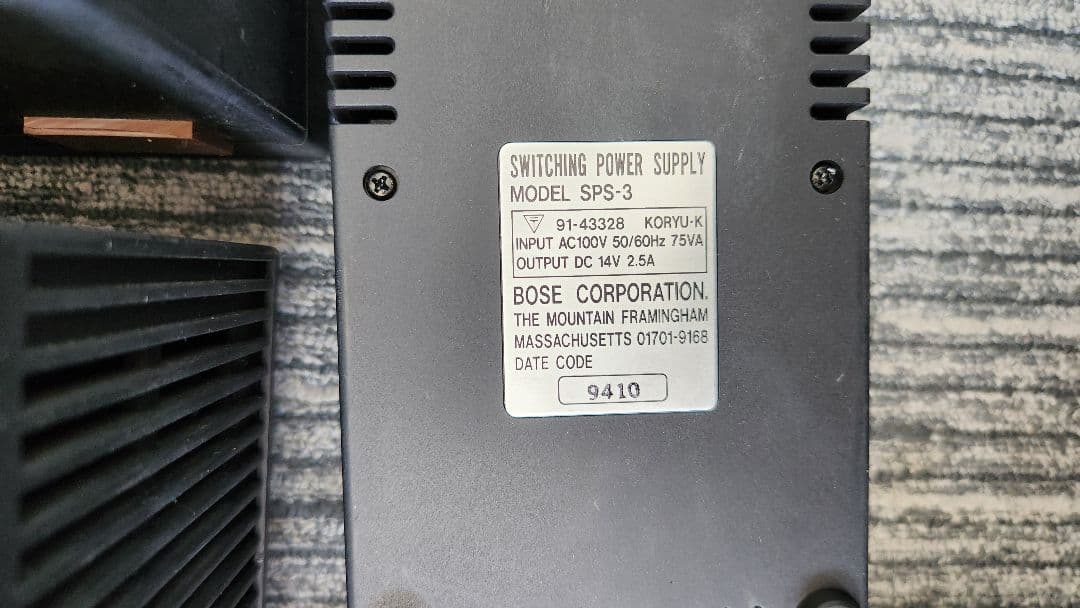 SWITCHING POWER SUPPLY
MODEL SPS-3
91-43328 KORYU-K
INPUT AC100V 50/60Hz 75VA
OUTPUT DC 14V 2.5A
BOSE CORPORATION.
THE MOUNTAIN FRAMINGHAM
MASSACHUSETTS 01701-9168
DATE CODE
9410